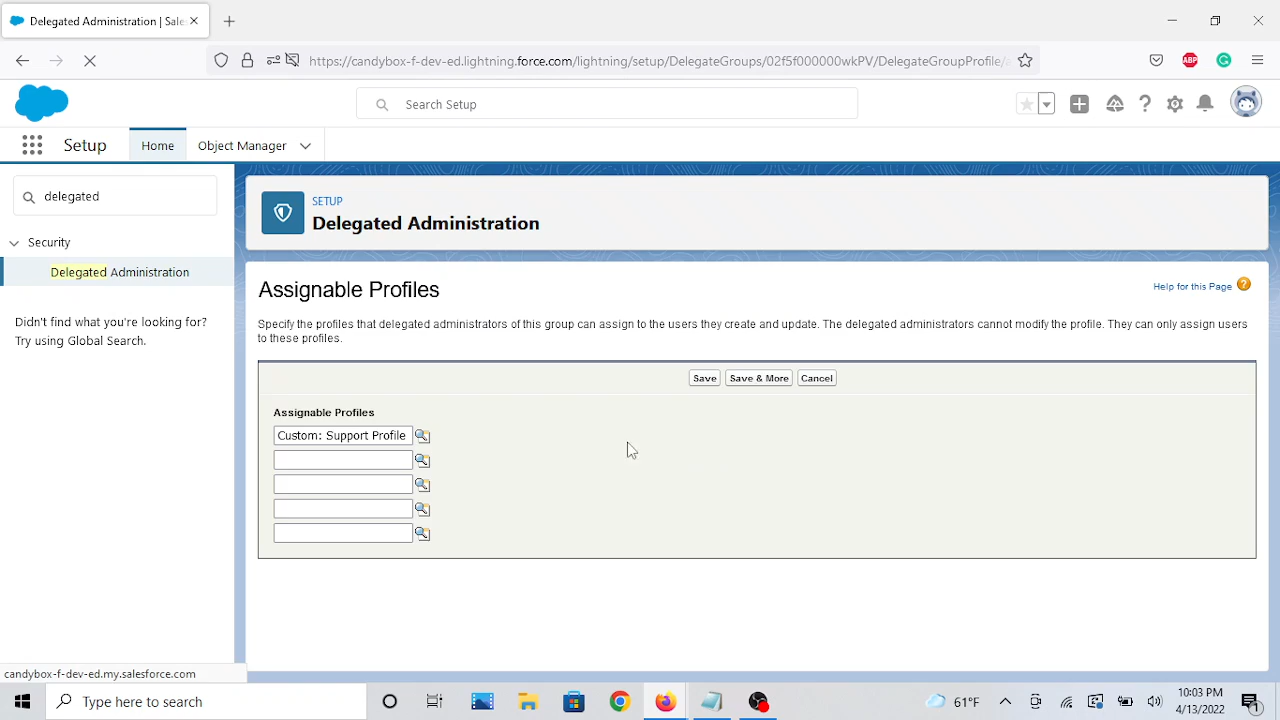 Delegated Administration | Sale
https://candybox-f-dev-ed.lightning.force.com/lightning/setup/DelegateGroups/02f5f000000wkPV/DelegateGroupProfile/
ABP
Search Setup
Setup
Home
Object Manager
delegated
Security
Delegated Administration
Didn't find what you're looking for?
Try using Global Search.
SETUP
Delegated Administration
Assignable Profiles
Help for this Page
Specify the profiles that delegated administrators of this group can assign to the users they create and update. The delegated administrators cannot modify the profile. They can only assign users
to these profiles.
Save
Save & More
Cancel
Assignable Profiles
Custom: Support Profile
candybox-f-dev-ed.my.salesforce.com
Type here to search
61°F
10:03 PM
4/13/2022
1